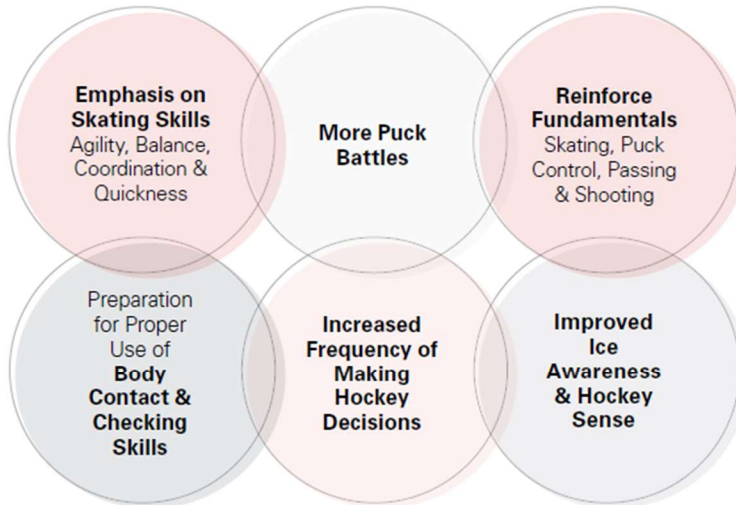 Emphasis on
Skating Skills
Agility, Balance,
Coordination &
Quickness
More Puck
Battles
Reinforce
Fundamentals
Skating, Puck
Control, Passing
& Shooting
Preparation
for Proper
Use of
Body
Contact &
Checking
Skills
Increased
Frequency of
Making
Hockey
Decisions
Improved
Ice
Awareness
& Hockey
Sense